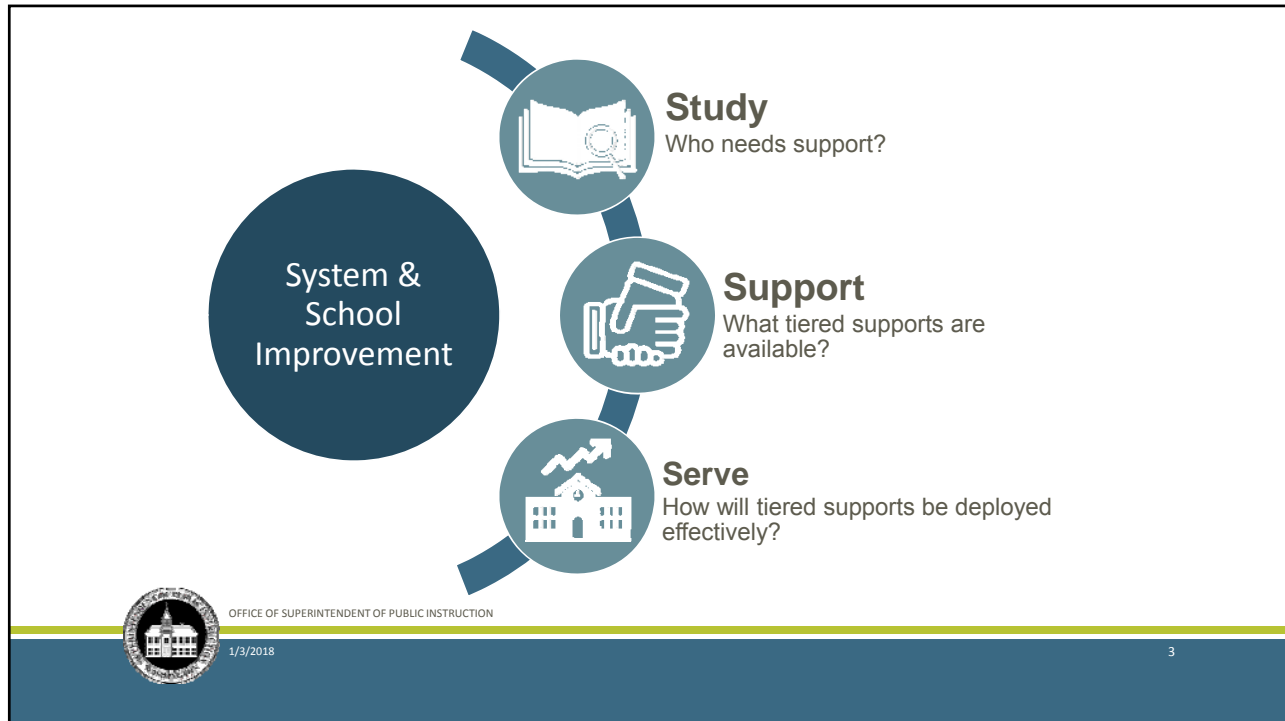 System &
School
Improvement
Study
Who needs support?
Support
What tiered supports are
available?
Serve
How will tiered supports be deployed
effectively?
OFFICE OF SUPERINTENDENT OF PUBLIC INSTRUCTION
1/3/2018
3